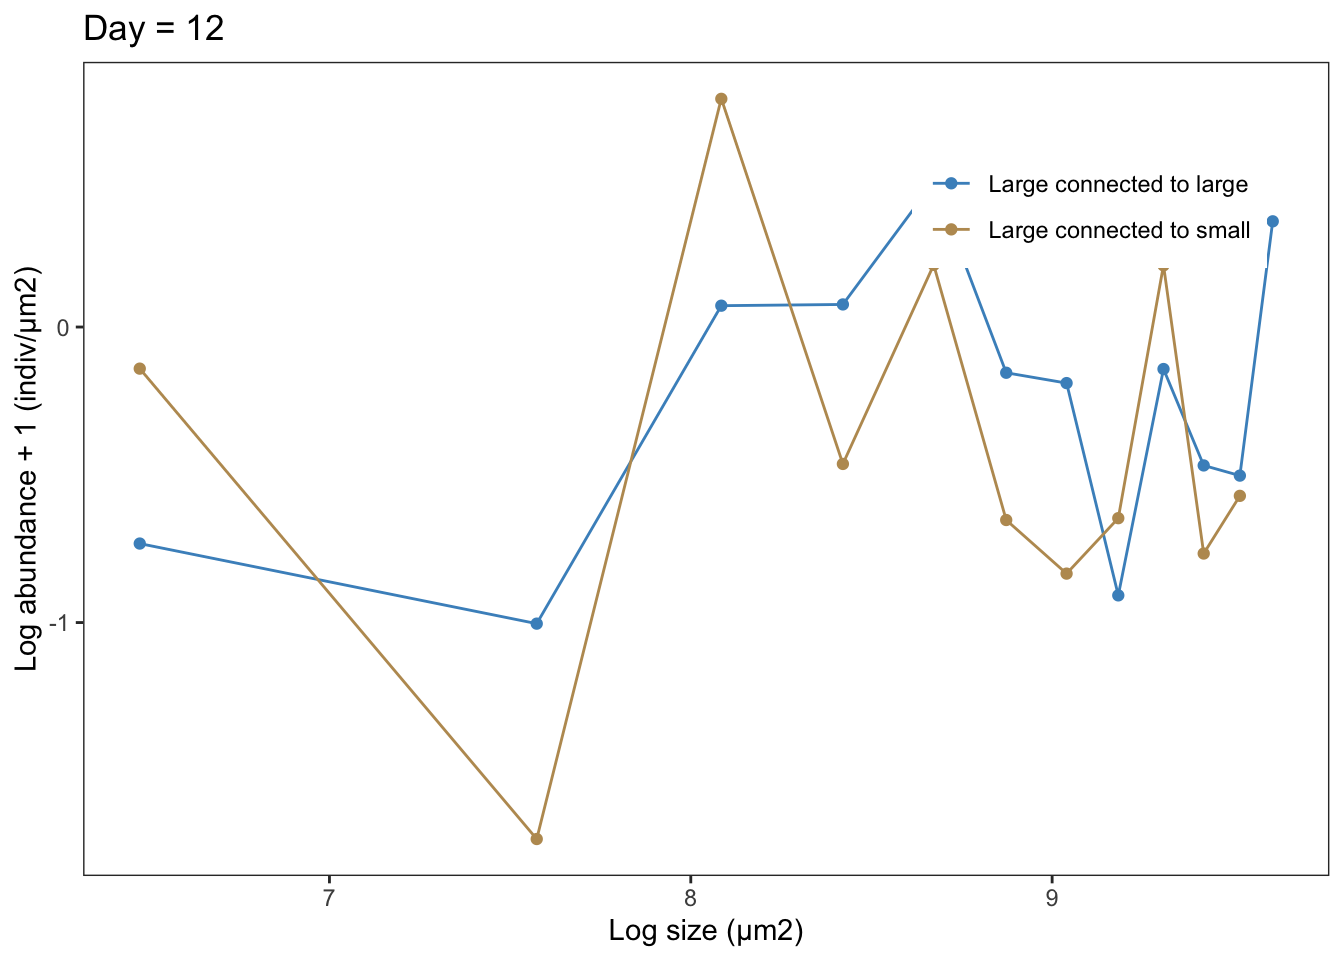 Day = 12
Large connected to large
Large connected to small
0
-1
7 8 9
Log size (µm2)
Log abundance + 1 (indiv/µm2)